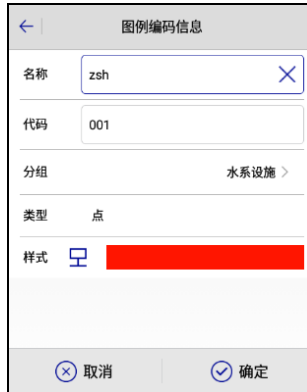 图例编码信息
名称 zsh
代码 001
分组 水系设施
类型 点
样式
取消 确定